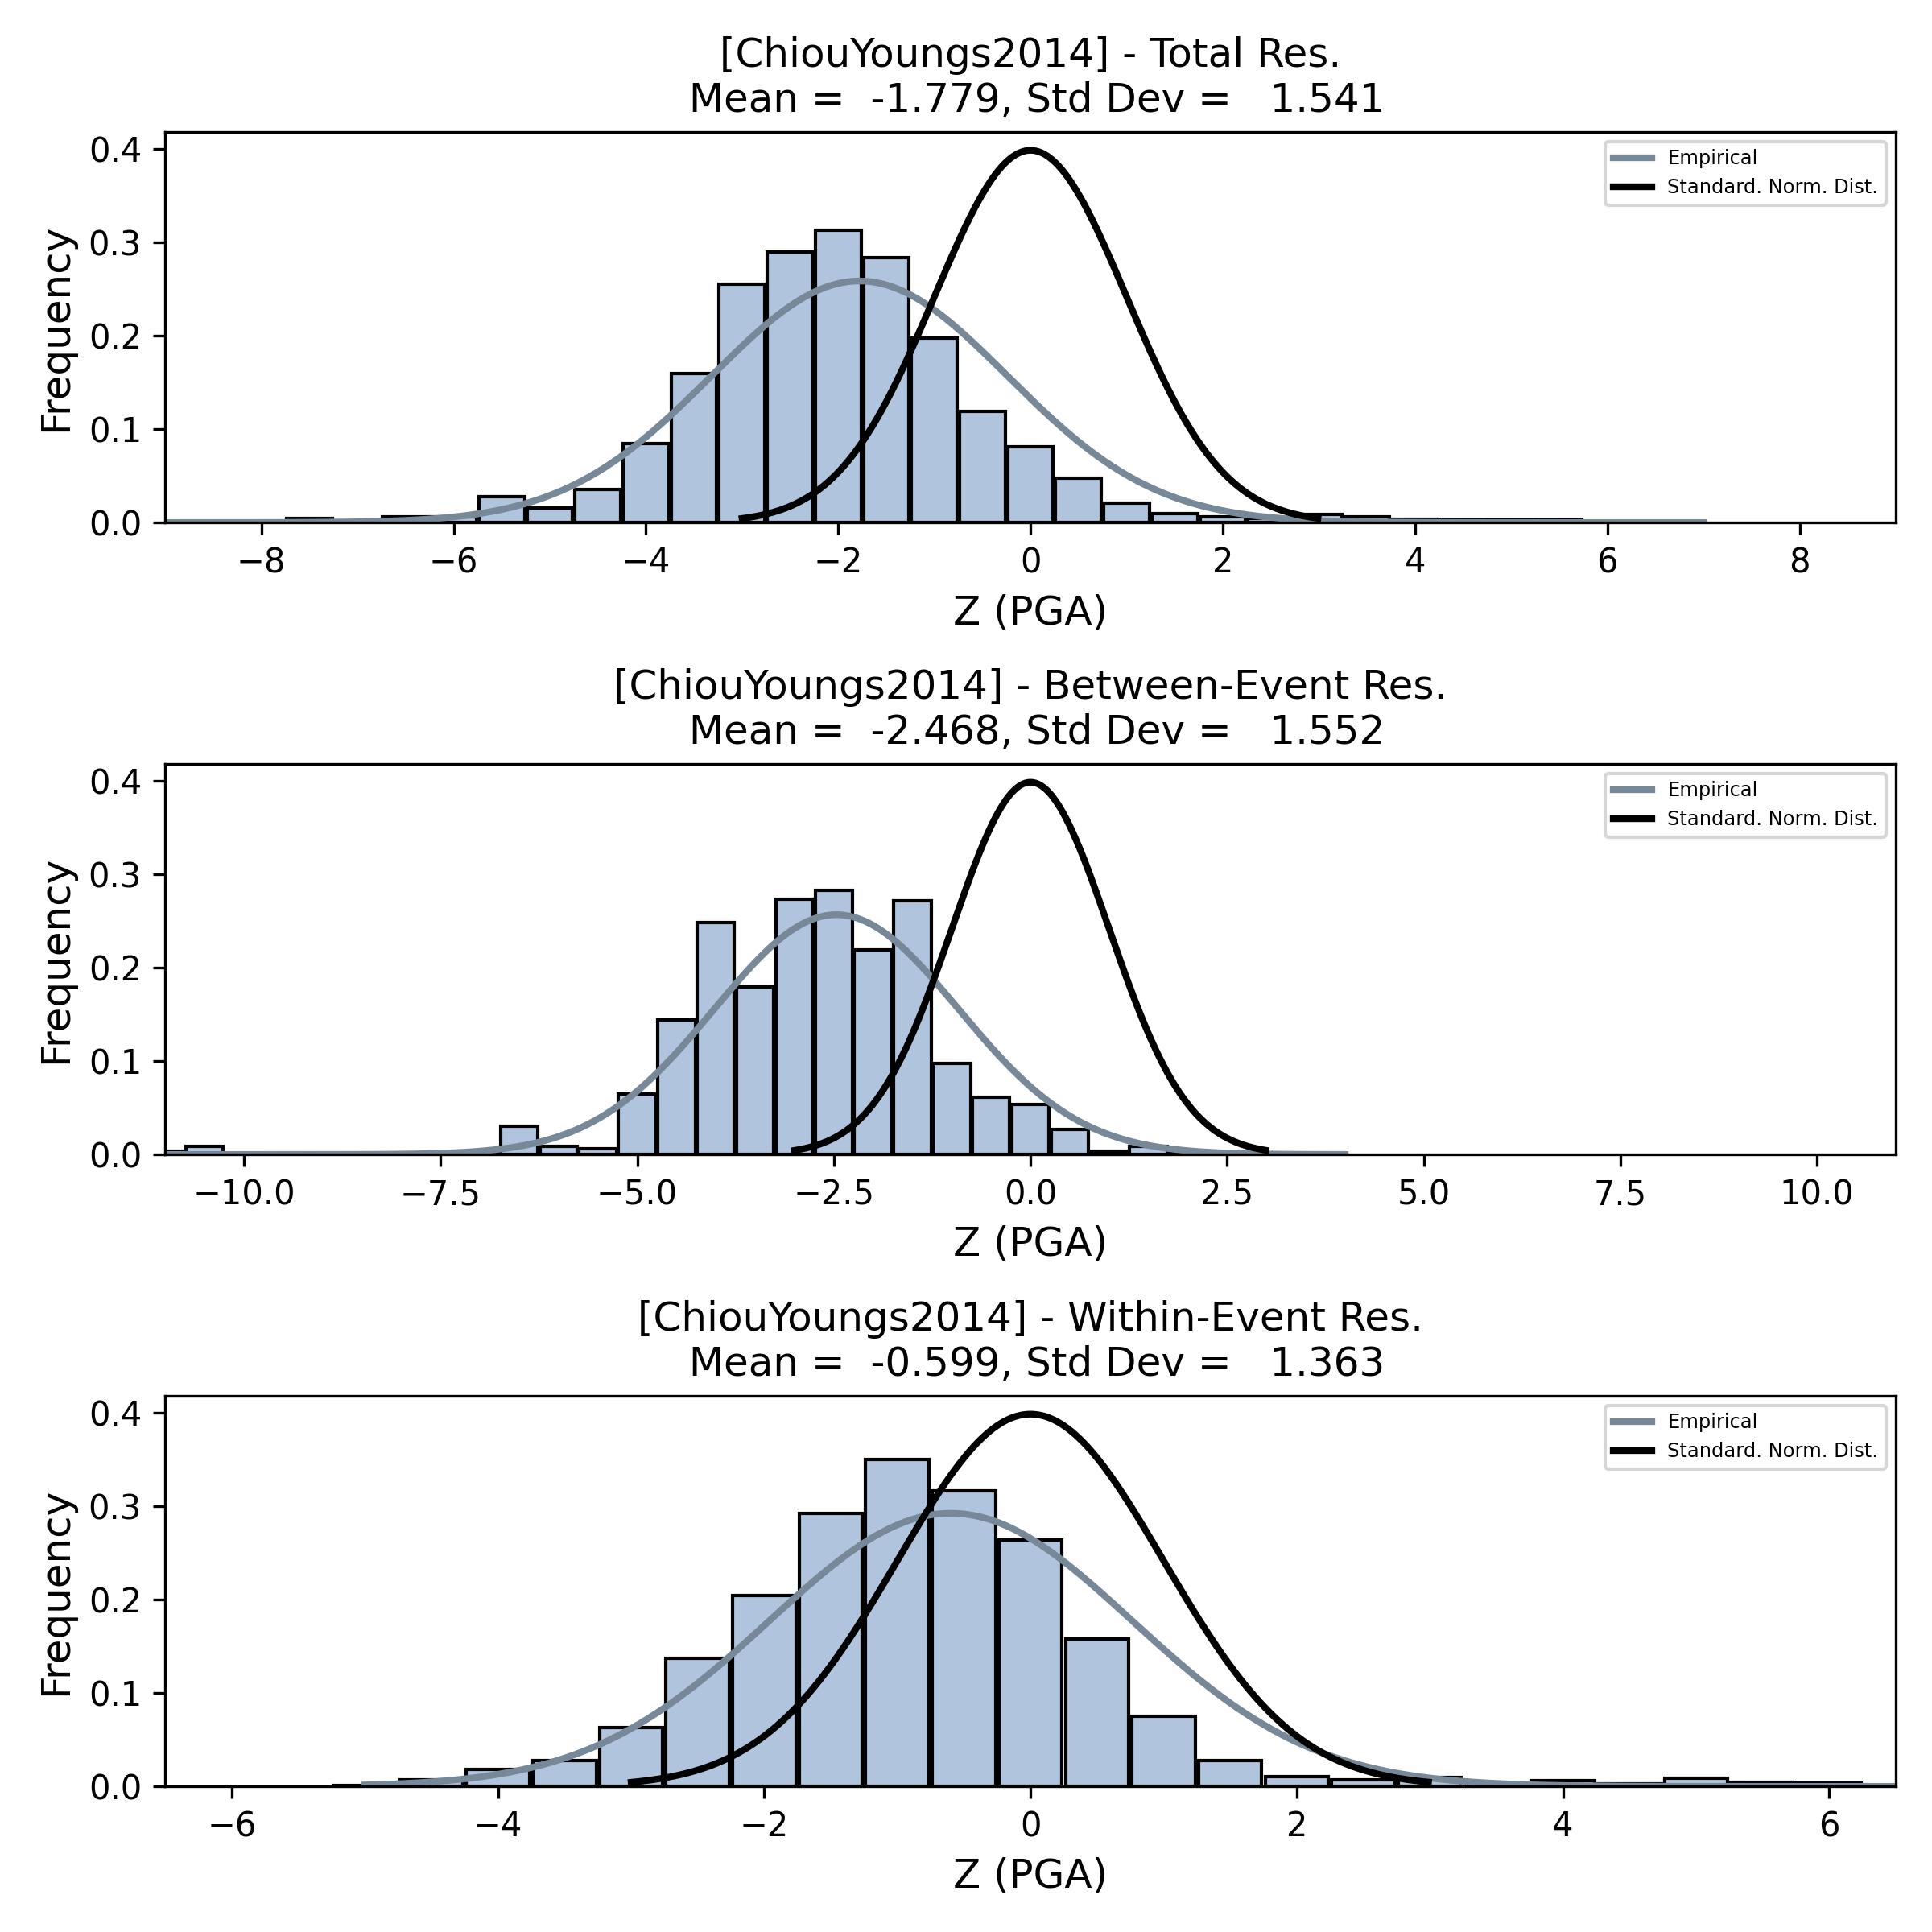 [ChiouYoungs2014] - Total Res.
Mean =  -1.779, Std Dev =   1.541
0.4
0.3
0.2
0.1
0.0
Frequency
Empirical
Standard. Norm. Dist.
−8 −6 −4 −2 0 2 4 6 8
Z (PGA)
[ChiouYoungs2014] - Between-Event Res.
Mean =  -2.468, Std Dev =   1.552
0.4
0.3
0.2
0.1
0.0
Frequency
Empirical
Standard. Norm. Dist.
−10.0 −7.5 −5.0 −2.5 0.0 2.5 5.0 7.5 10.0
Z (PGA)
[ChiouYoungs2014] - Within-Event Res.
Mean =  -0.599, Std Dev =   1.363
0.4
0.3
0.2
0.1
0.0
Frequency
Empirical
Standard. Norm. Dist.
−6 −4 −2 0 2 4 6
Z (PGA)